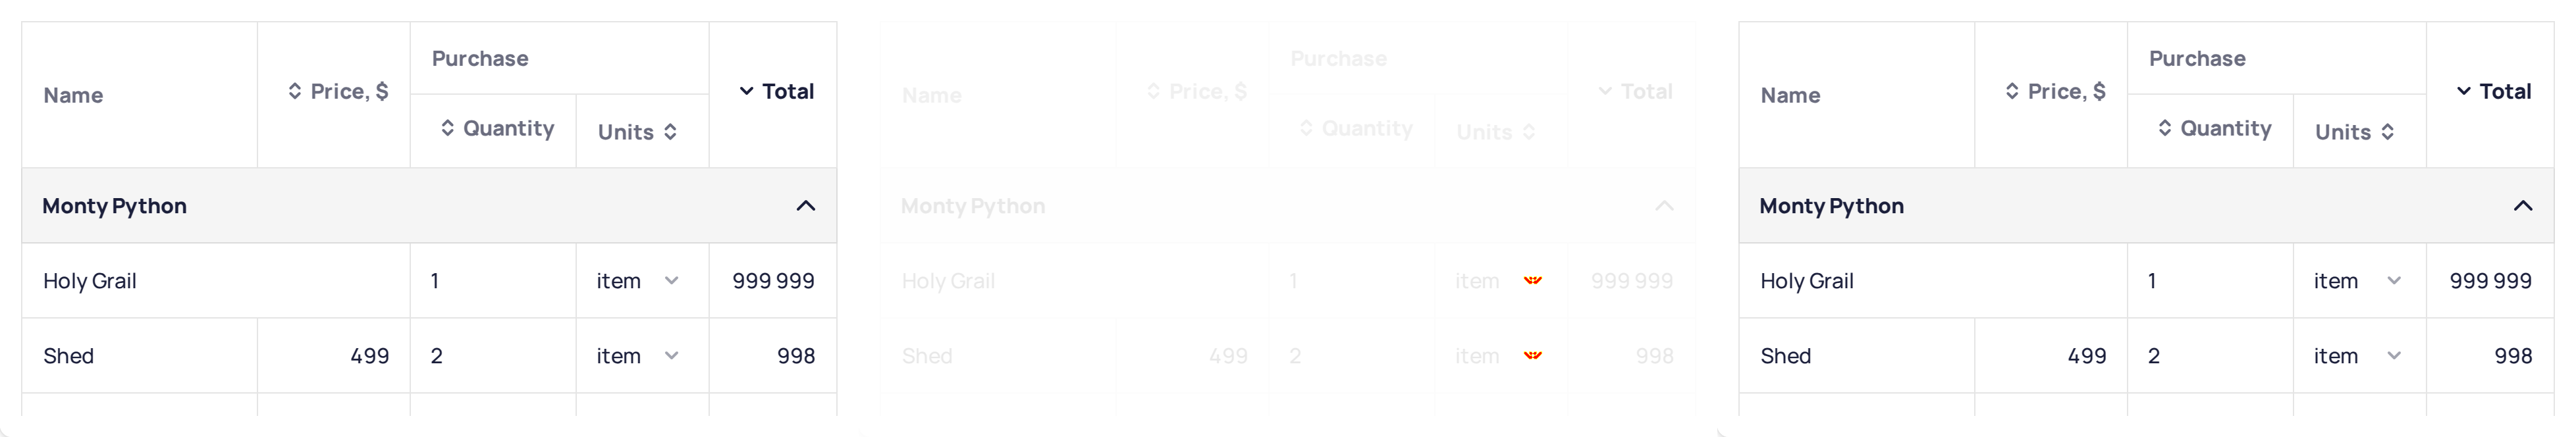 Name Price, $ Purchase Total
Quantity Units
Monty Python
Holy Grail 1 item 999 999
Shed 499 2 item 998
Name Price, $ Purchase Total
Quantity Units
Monty Python
Holy Grail 1 item 999 999
Shed 499 2 item 998
Name Price, $ Purchase Total
Quantity Units
Monty Python
Holy Grail 1 item 999 999
Shed 499 2 item 998